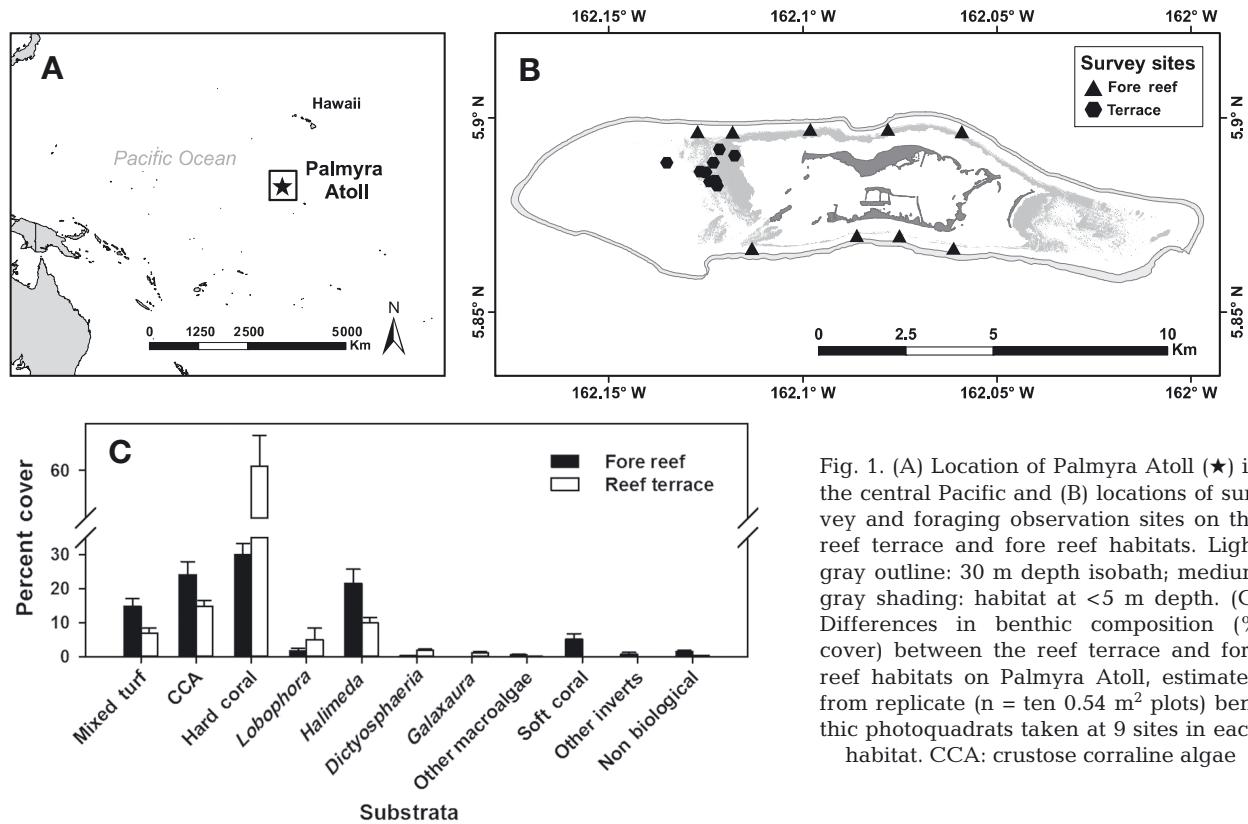 A
Hawaii
Pacific Ocean
Palmyra
Atoll
N
0 1250 2500 5000
Km
162.15° W 162.1° W 162.05° W 162° W
B
Survey sites
Fore reef
Terrace
5.9° N
5.85° N
5.9° N
5.85° N
0 2.5 5 10
Km
162.15° W 162.1° W 162.05° W 162° W
C
Fore reef
Reef terrace
Percent cover
60
30
20
10
0
Mixed turf
CCA
Hard coral
Lobophora
Halimeda
Dictyosphaeria
Galaxaura
Other macroalgae
Soft coral
Other inverts
Non biological
Substrata
Fig. 1. (A) Location of Palmyra Atoll (★) i
the central Pacific and (B) locations of sur
vey and foraging observation sites on th
reef terrace and fore reef habitats. Ligh
gray outline: 30 m depth isobath; medium
gray shading: habitat at <5 m depth. (C
Differences in benthic composition (%
cover) between the reef terrace and for
reef habitats on Palmyra Atoll, estimate
from replicate (n = ten 0.54 m² plots) ben
thic photoquadrats taken at 9 sites in eac
habitat. CCA: crustose corraline algae